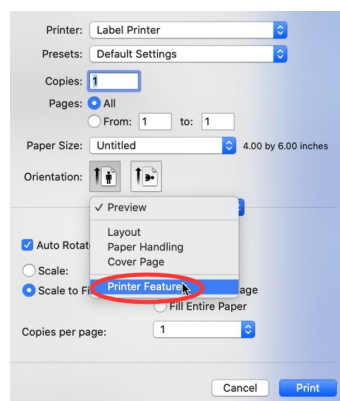 Printer: Label Printer
Presets: Default Settings
Copies: 1
Pages: All
From: 1 to: 1
Paper Size: Untitled 4.00 by 6.00 inches
Orientation:
✓ Preview
Layout
Auto Rotat
Paper Handling
Cover Page
Scale:
Printer Feature
Scale to Fi age
Fill Entire Paper
Copies per page: 1
Cancel Print